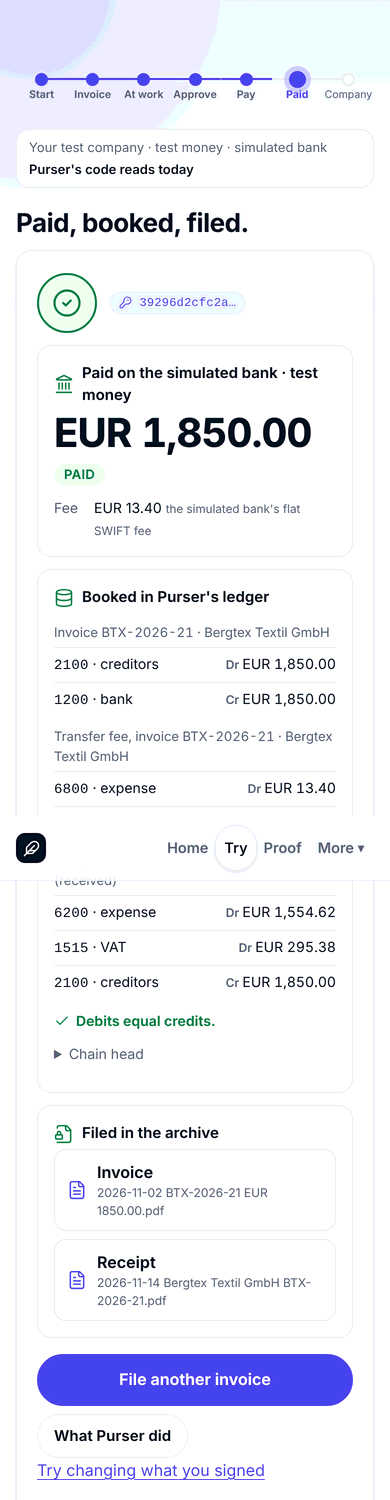 Start Invoice At work Approve Pay Paid Company
Your test company · test money · simulated bank
Purser's code reads today
Paid, booked, filed.
39296d2cfc2a…
Paid on the simulated bank · test
money
EUR 1,850.00
PAID
Fee EUR 13.40 the simulated bank's flat
SWIFT fee
Booked in Purser's ledger
Invoice BTX-2026-21 · Bergtex Textil GmbH
2100 · creditors Dr EUR 1,850.00
1200 · bank Cr EUR 1,850.00
Transfer fee, invoice BTX-2026-21 · Bergtex
Textil GmbH
6800 · expense Dr EUR 13.40
Home Try Proof More ▾
(received)
6200 · expense Dr EUR 1,554.62
1515 · VAT Dr EUR 295.38
2100 · creditors Cr EUR 1,850.00
Debits equal credits.
▶ Chain head
Filed in the archive
Invoice
2026-11-02 BTX-2026-21 EUR
1850.00.pdf
Receipt
2026-11-14 Bergtex Textil GmbH BTX-
2026-21.pdf
File another invoice
What Purser did
Try changing what you signed